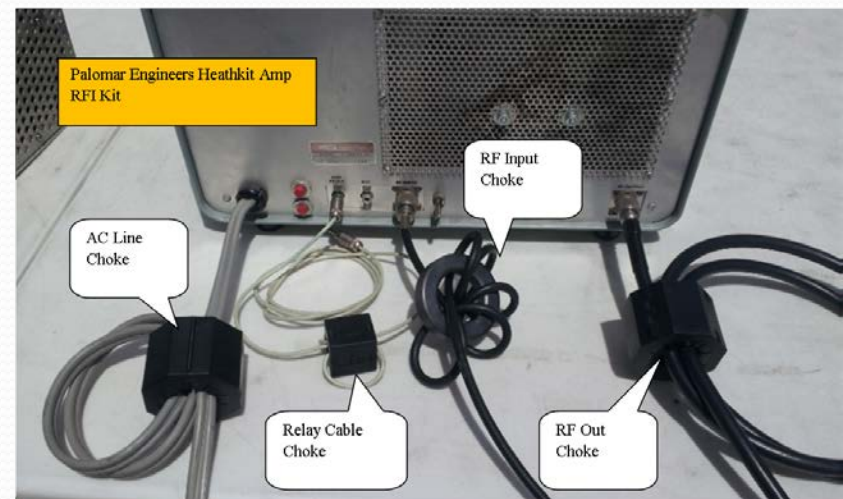 Palomar Engineers Heathkit Amp
RFI Kit
RF Input
Choke
AC Line
Choke
Relay Cable
Choke
RF Out
Choke